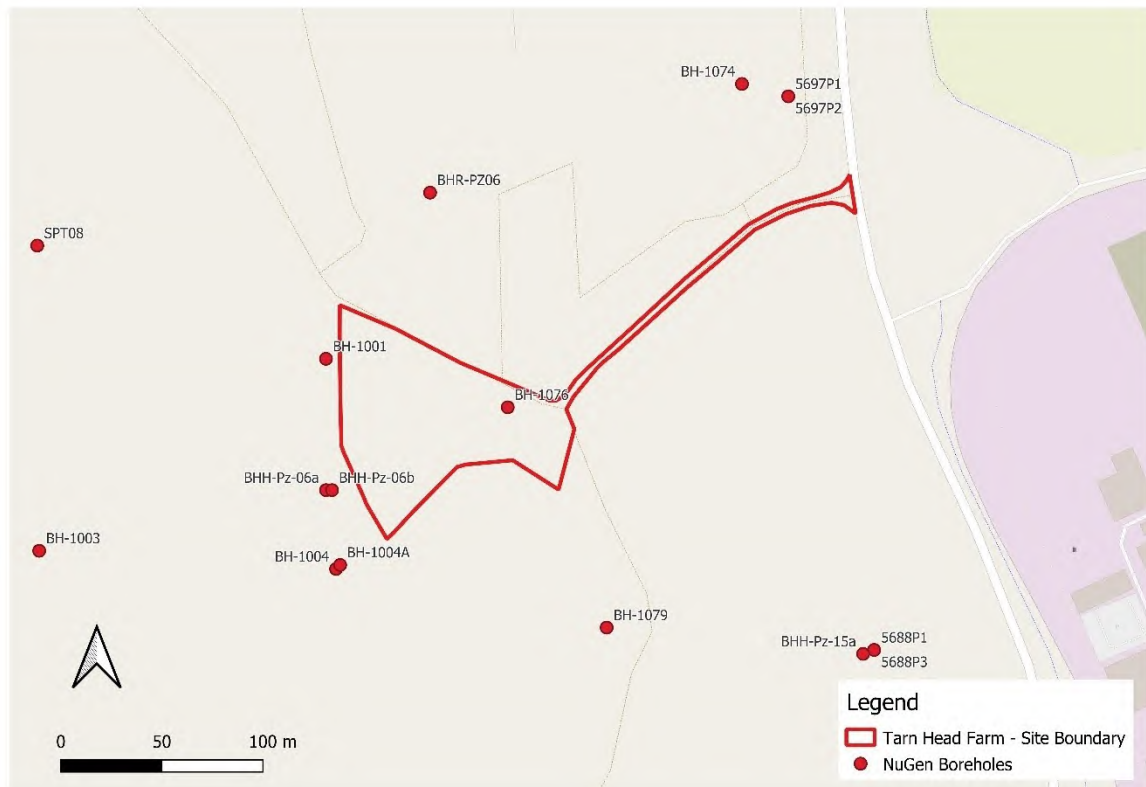 BH-1074
5697P1
5697P2
BHR-PZ06
SPT08
BH-1001
BH-1076
BHH-Pz-06a
BHH-Pz-06b
BH-1003
BH-1004
BH-1004A
BH-1079
BHH-Pz-15a
5688P1
5688P3
0 50 100 m
Legend
Tarn Head Farm - Site Boundary
NuGen Boreholes